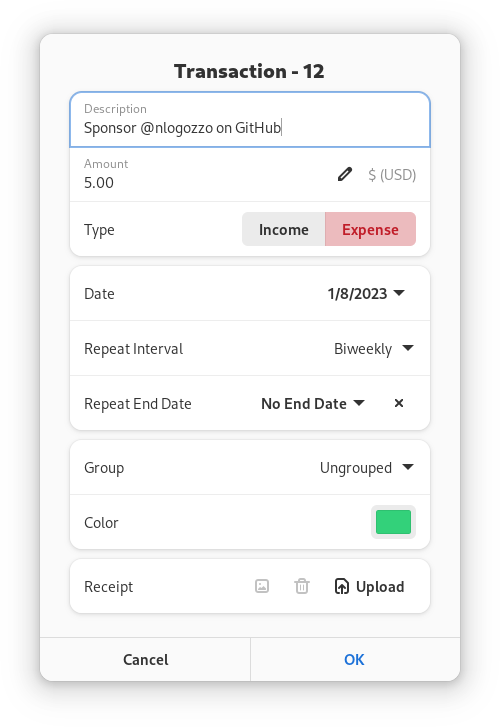 Transaction - 12
Description
Sponsor @nlogozzo on GitHub
Amount
5.00
$ (USD)
Type
Income
Expense
Date
1/8/2023
Repeat Interval
Biweekly
Repeat End Date
No End Date
Group
Ungrouped
Color
Receipt
Upload
Cancel
OK